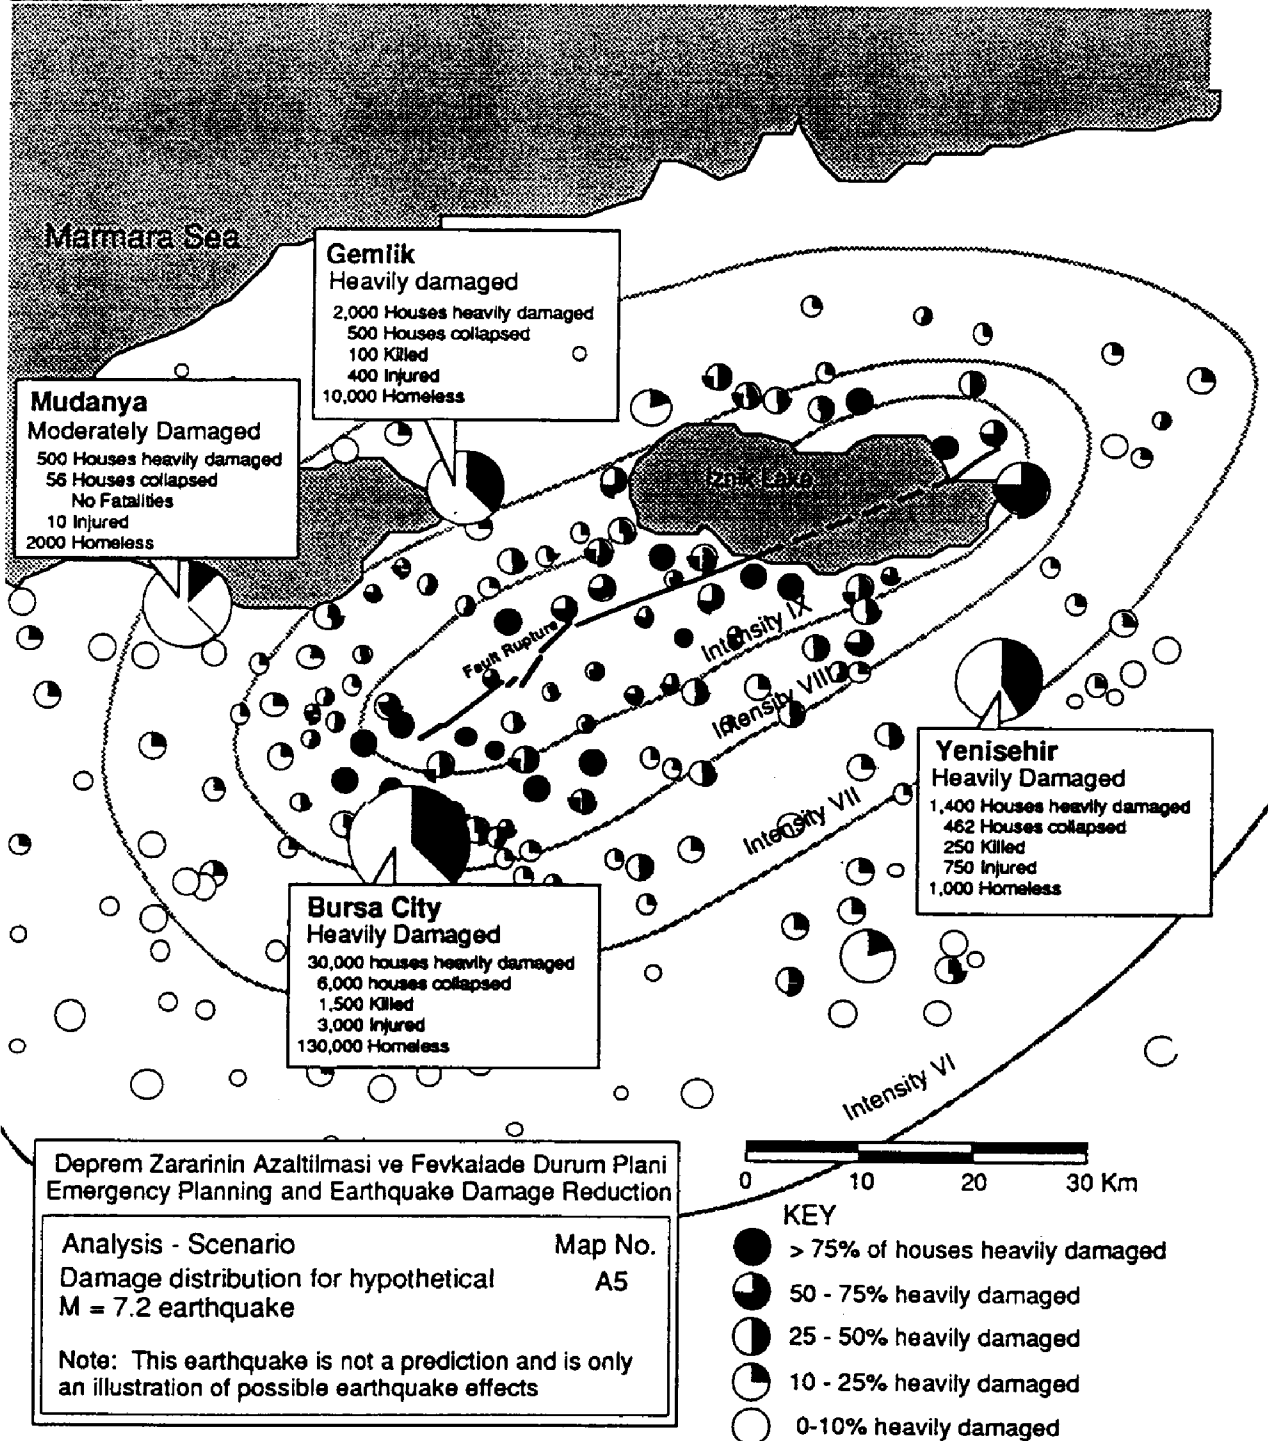 Marmara Sea
Gemlik
Heavily damaged
2,000 Houses heavily damaged
500 Houses collapsed
100 Killed
400 Injured
10,000 Homeless
Mudanya
Moderately Damaged
500 Houses heavily damaged
56 Houses collapsed
No Fatalities
10 Injured
2000 Homeless
Iznik Lake
Fault Rupture
Intensity IX
Intensity VIII
Intensity VII
Intensity VI
Yenisehir
Heavily Damaged
1,400 Houses heavily damaged
462 Houses collapsed
250 Killed
750 Injured
1,000 Homeless
Bursa City
Heavily Damaged
30,000 houses heavily damaged
6,000 houses collapsed
1,500 Killed
3,000 Injured
130,000 Homeless
Deprem Zararinin Azaltilmasi ve Fevkalade Durum Plani
Emergency Planning and Earthquake Damage Reduction
Analysis - Scenario Map No.
Damage distribution for hypothetical A5
M = 7.2 earthquake
Note: This earthquake is not a prediction and is only
an illustration of possible earthquake effects
0 10 20 30 Km
KEY
> 75% of houses heavily damaged
50 - 75% heavily damaged
25 - 50% heavily damaged
10 - 25% heavily damaged
0-10% heavily damaged